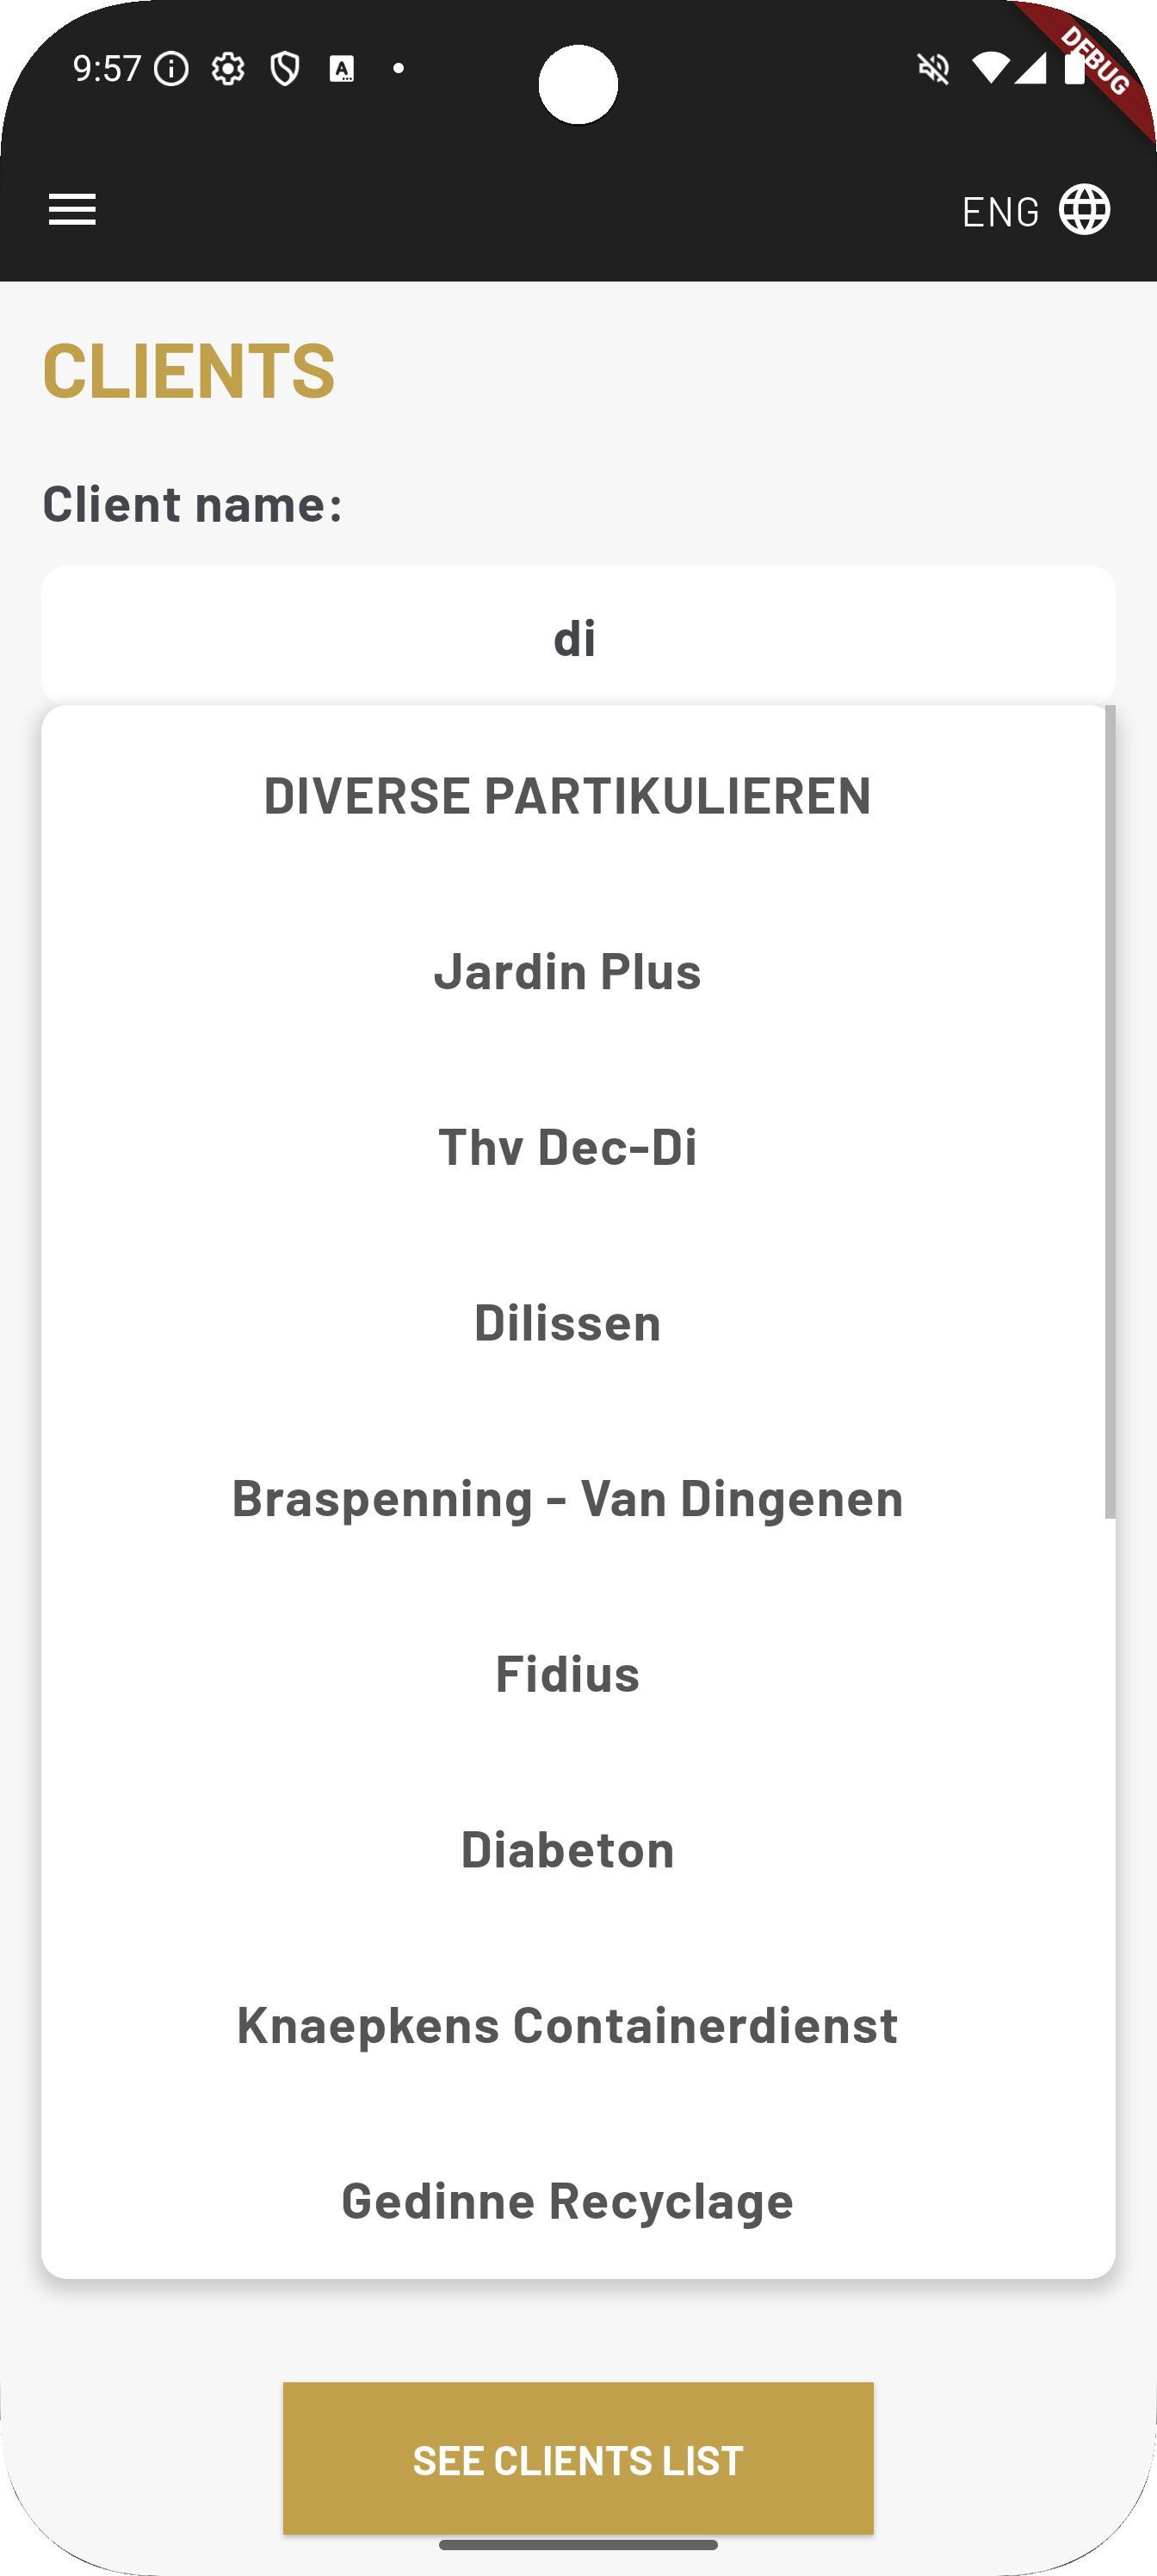 9:57
DEBUG
ENG
CLIENTS
Client name:
di
DIVERSE PARTIKULIEREN
Jardin Plus
Thv Dec-Di
Dilissen
Braspenning - Van Dingenen
Fidius
Diabeton
Knaepkens Containerdienst
Gedinne Recyclage
SEE CLIENTS LIST